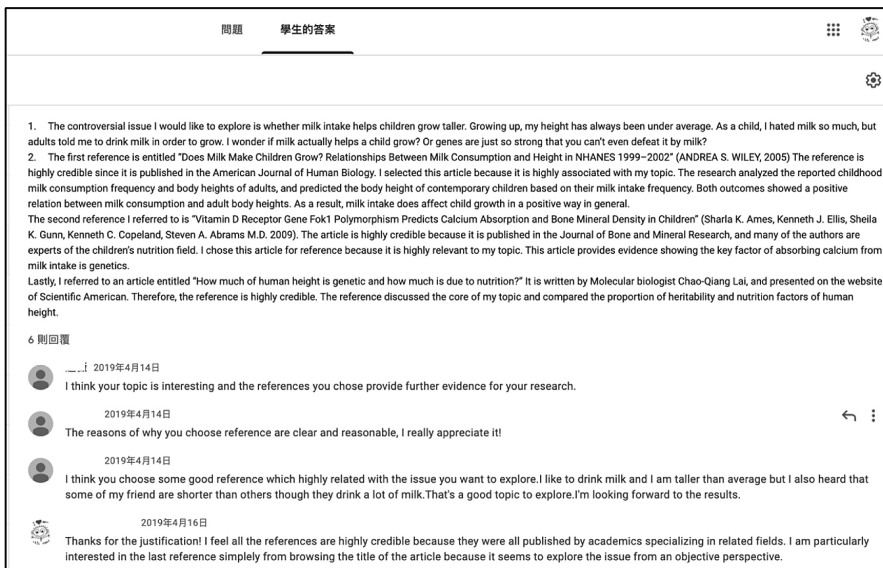 問題 學生的答案
1. The controversial issue I would like to explore is whether milk intake helps children grow taller. Growing up, my height has always been under average. As a child, I hated milk so much, but
adults told me to drink milk in order to grow. I wonder if milk actually helps a child grow? Or genes are just so strong that you can't even defeat it by milk?
2. The first reference is entitled "Does Milk Make Children Grow? Relationships Between Milk Consumption and Height in NHANES 1999–2002" (ANDREA S. WILEY, 2005) The reference is
highly credible since it is published in the American Journal of Human Biology. I selected this article because it is highly associated with my topic. The research analyzed the reported childhood
milk consumption frequency and body heights of adults, and predicted the body height of contemporary children based on their milk intake frequency. Both outcomes showed a positive
relation between milk consumption and adult body heights. As a result, milk intake does affect child growth in a positive way in general.
The second reference I referred to is "Vitamin D Receptor Gene Fok1 Polymorphism Predicts Calcium Absorption and Bone Mineral Density in Children" (Sharla K. Ames, Kenneth J. Ellis, Sheila
K. Gunn, Kenneth C. Copeland, Steven A. Abrams M.D. 2009). The article is highly credible because it is published in the Journal of Bone and Mineral Research, and many of the authors are
experts of the children's nutrition field. I chose this article for reference because it is highly relevant to my topic. This article provides evidence showing the key factor of absorbing calcium from
milk intake is genetics.
Lastly, I referred to an article entitled "How much of human height is genetic and how much is due to nutrition?" It is written by Molecular biologist Chao-Qiang Lai, and presented on the website
of Scientific American. Therefore, the reference is highly credible. The reference discussed the core of my topic and compared the proportion of heritability and nutrition factors of human
height.
6 則回覆
2019年4月14日
I think your topic is interesting and the references you chose provide further evidence for your research.
2019年4月14日
The reasons of why you choose reference are clear and reasonable, I really appreciate it!
2019年4月14日
I think you choose some good reference which highly related with the issue you want to explore.I like to drink milk and I am taller than average but I also heard that
some of my friend are shorter than others though they drink a lot of milk.That's a good topic to explore.I'm looking forward to the results.
2019年4月16日
Thanks for the justification! I feel all the references are highly credible because they were all published by academics specializing in related fields. I am particularly
interested in the last reference simplely from browsing the title of the article because it seems to explore the issue from an objective perspective.